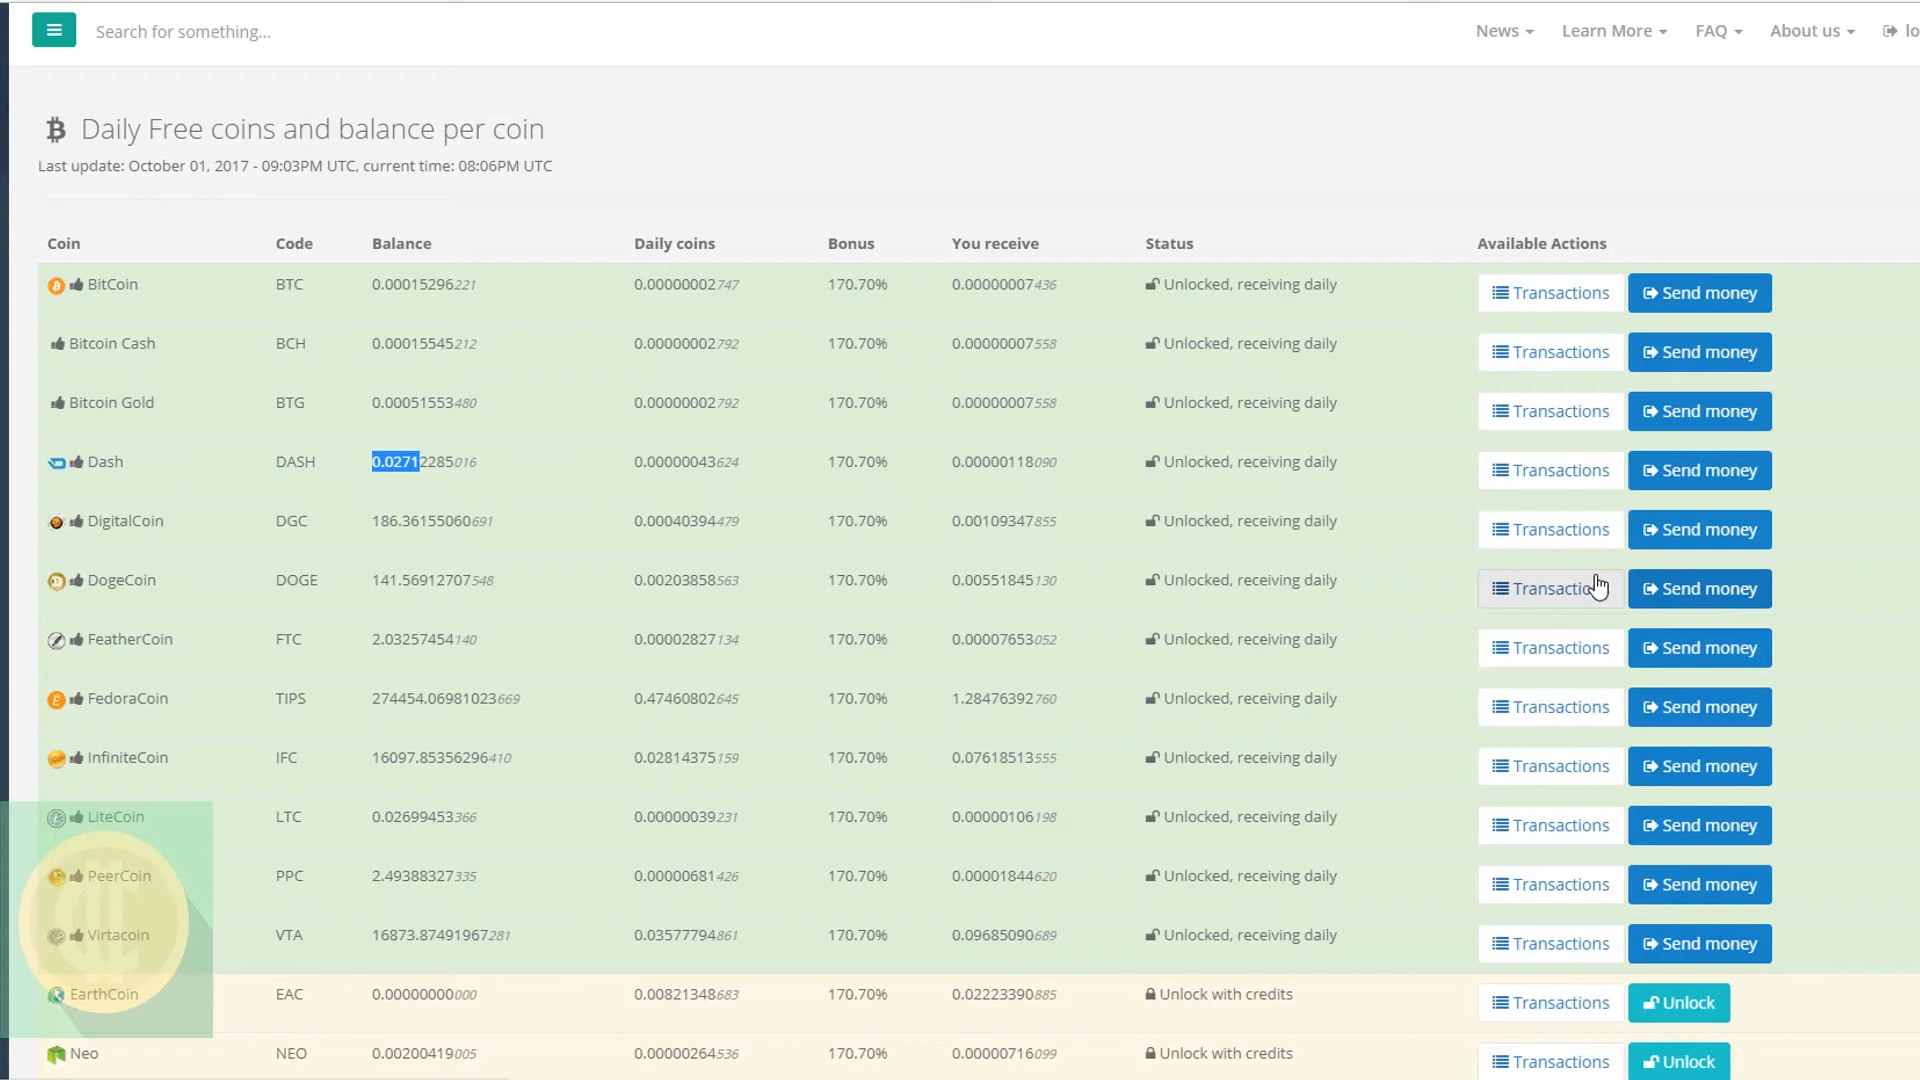 Search for something...
News Learn More FAQ About us lo
Daily Free coins and balance per coin
Last update: October 01, 2017 - 09:03PM UTC, current time: 08:06PM UTC
Coin Code Balance Daily coins Bonus You receive Status Available Actions
BitCoin BTC 0.00015296221 0.00000002747 170.70% 0.00000007436 Unlocked, receiving daily Transactions Send money
Bitcoin Cash BCH 0.00015545212 0.00000002792 170.70% 0.00000007558 Unlocked, receiving daily Transactions Send money
Bitcoin Gold BTG 0.00051553480 0.00000002792 170.70% 0.00000007558 Unlocked, receiving daily Transactions Send money
Dash DASH 0.02712285016 0.00000043624 170.70% 0.00000118090 Unlocked, receiving daily Transactions Send money
DigitalCoin DGC 186.36155060691 0.00040394479 170.70% 0.00109347855 Unlocked, receiving daily Transactions Send money
DogeCoin DOGE 141.56912707548 0.00203858563 170.70% 0.00551845130 Unlocked, receiving daily Transactions Send money
FeatherCoin FTC 2.03257454140 0.00002827134 170.70% 0.00007653052 Unlocked, receiving daily Transactions Send money
FedoraCoin TIPS 274454.06981023669 0.47460802645 170.70% 1.28476392760 Unlocked, receiving daily Transactions Send money
InfiniteCoin IFC 16097.85356296410 0.02814375159 170.70% 0.07618513555 Unlocked, receiving daily Transactions Send money
LiteCoin LTC 0.02699453366 0.00000039231 170.70% 0.00000106198 Unlocked, receiving daily Transactions Send money
PeerCoin PPC 2.49388327335 0.00000681426 170.70% 0.00001844620 Unlocked, receiving daily Transactions Send money
Virtacoin VTA 16873.87491967281 0.03577794861 170.70% 0.09685090689 Unlocked, receiving daily Transactions Send money
EarthCoin EAC 0.00000000000 0.00821348683 170.70% 0.02223390885 Unlock with credits Transactions Unlock
Neo NEO 0.00200419005 0.00000264536 170.70% 0.00000716099 Unlock with credits Transactions Unlock